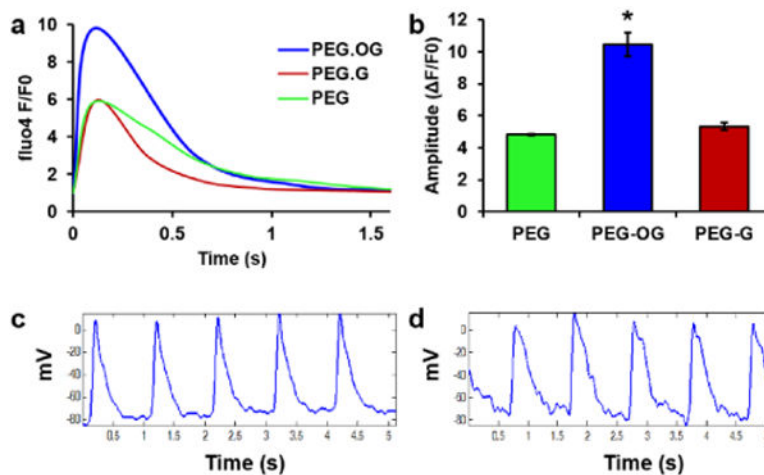 a
fluo4 F/F0
10
8
6
4
2
0
PEG.OG
PEG.G
PEG
0 0.5 1 1.5
Time (s)
b
Amplitude (ΔF/F0)
12
10
8
6
4
2
0
*
PEG PEG-OG PEG-G
c
mV
0
-20
-40
-60
-80
0.5 1 1.5 2 2.5 3 3.5 4 4.5 5
Time (s)
d
mV
0
-20
-40
-60
-80
0.5 1 1.5 2 2.5 3 3.5 4 4.5 5
Time (s)